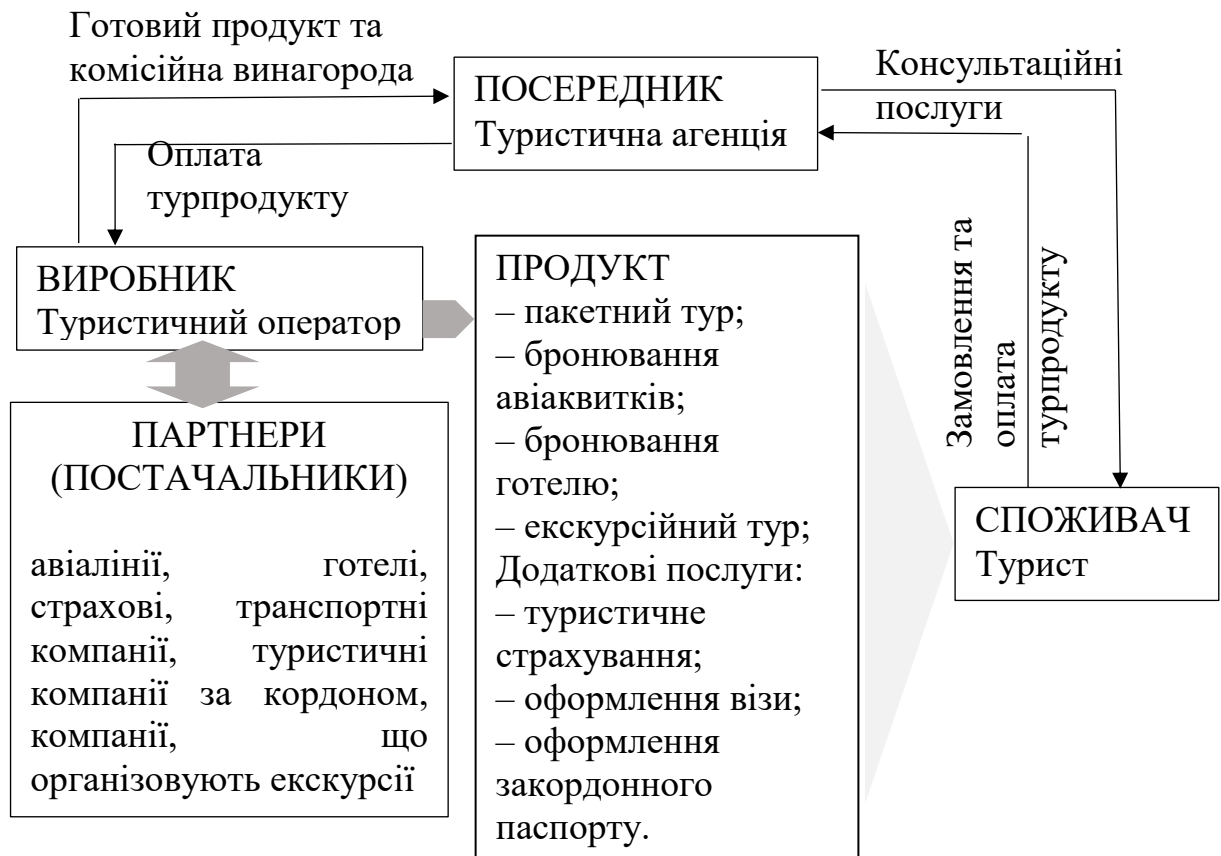 Готовий продукт та
комісійна винагорода
ПОСЕРЕДНИК
Туристична агенція
Консультаційні
послуги
Оплата
турпродукту
ВИРОБНИК
Туристичний оператор
ПАРТНЕРИ
(ПОСТАЧАЛЬНИКИ)
авіалінії, готелі,
страхові, транспортні
компанії, туристичні
компанії за кордоном,
компанії, що
організовують екскурсії
ПРОДУКТ
– пакетний тур;
– бронювання
авіаквитків;
– бронювання
готелю;
– екскурсійний тур;
Додаткові послуги:
– туристичне
страхування;
– оформлення візи;
– оформлення
закордонного
паспорту.
Замовлення та
оплата
турпродукту
СПОЖИВАЧ
Турист